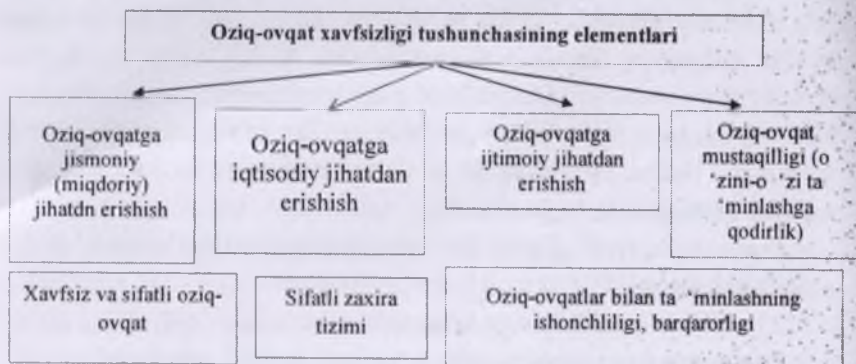 Oziq-ovqat xavfsizligi tushunchasining elementlari
Oziq-ovqatga
jismoniy
(miqdoriy)
jihatdn erishish
Oziq-ovqatga
iqtisodiy jihatdan
erishish
Oziq-ovqatga
ijtimoiy jihatdan
erishish
Oziq-ovqat
mustaqilligi (o
‘zini-o ‘zi ta
‘minlashga
qodirlik)
Xavfsiz va sifatli oziq-
ovqat
Sifatli zaxira
tizimi
Oziq-ovqatlar bilan ta ‘minlashning
ishonchliligi, barqarorligi